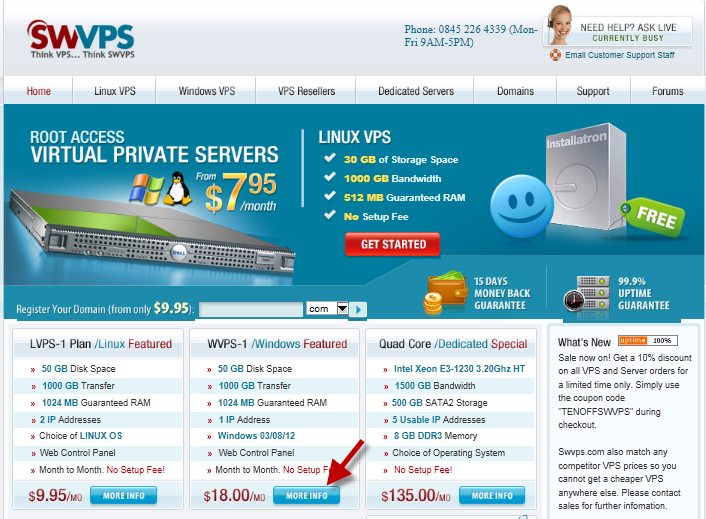 SWVPS
Think VPS... Think SWVPS
Phone: 0845 226 4339 (Mon-
Fri 9AM-5PM)
NEED HELP? ASK LIVE
CURRENTLY BUSY
Email Customer Support Staff
Home
Linux VPS
Windows VPS
VPS Resellers
Dedicated Servers
Domains
Support
Forums
ROOT ACCESS
VIRTUAL PRIVATE SERVERS
From
$7.95
/month
DELL
LINUX VPS
30 GB of Storage Space
1000 GB Bandwidth
512 MB Guaranteed RAM
No Setup Fee
GET STARTED
Installatron
FREE
15 DAYS
MONEY BACK
GUARANTEE
99.9%
UPTIME
GUARANTEE
Register Your Domain (from only $9.95):
com
LVPS-1 Plan /Linux Featured
» 50 GB Disk Space
» 1000 GB Transfer
» 1024 MB Guaranteed RAM
» 2 IP Addresses
» Choice of LINUX OS
» Web Control Panel
» Month to Month. No Setup Fee!
$9.95/MO
MORE INFO
WVPS-1 /Windows Featured
» 50 GB Disk Space
» 1000 GB Transfer
» 1024 MB Guaranteed RAM
» 1 IP Address
» Windows 03/08/12
» Web Control Panel
» Month to Month. No Setup Fe
$18.00/MO
MORE INFO
Quad Core /Dedicated Special
» Intel Xeon E3-1230 3.20Ghz HT
» 1500 GB Bandwidth
» 500 GB SATA2 Storage
» 5 Usable IP Addresses
» 8 GB DDR3 Memory
» Choice of Operating System
» No Setup Fee!
$135.00/MO
MORE INFO
What's New
uptime 100%
Sale now on! Get a 10% discount
on all VPS and Server orders for
a limited time only. Simply use
the coupon code
"TENOFFSWVPS" during
checkout.
Swvps.com also match any
competitor VPS prices so you
cannot get a cheaper VPS
anywhere else. Please contact
sales for further infomation.